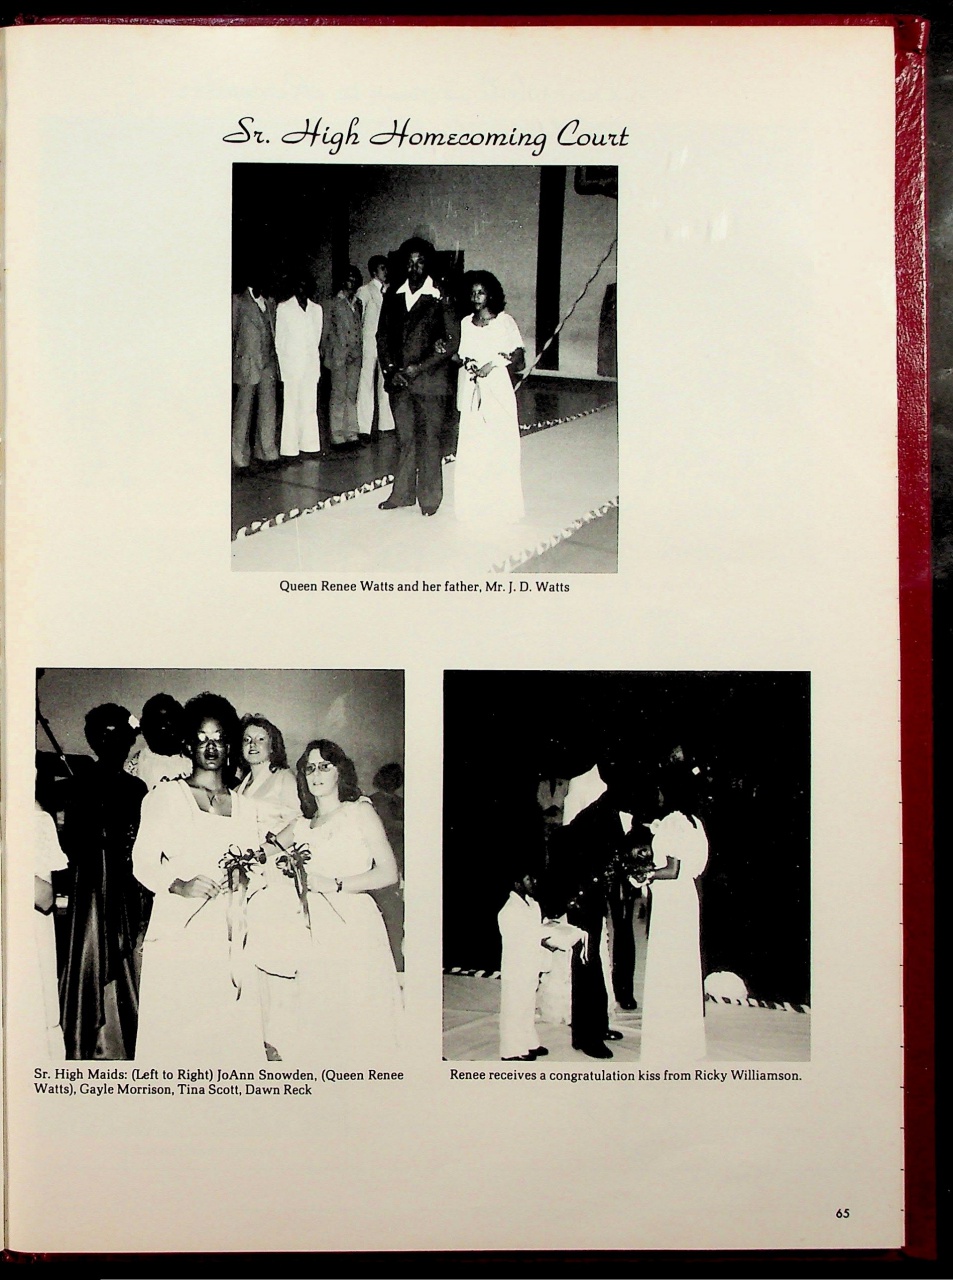 Sr. High Homecoming Court
Queen Renee Watts and her father, Mr. J. D. Watts
Sr. High Maids: (Left to Right) JoAnn Snowden, (Queen Renee
Watts), Gayle Morrison, Tina Scott, Dawn Reck
Renee receives a congratulation kiss from Ricky Williamson.
65